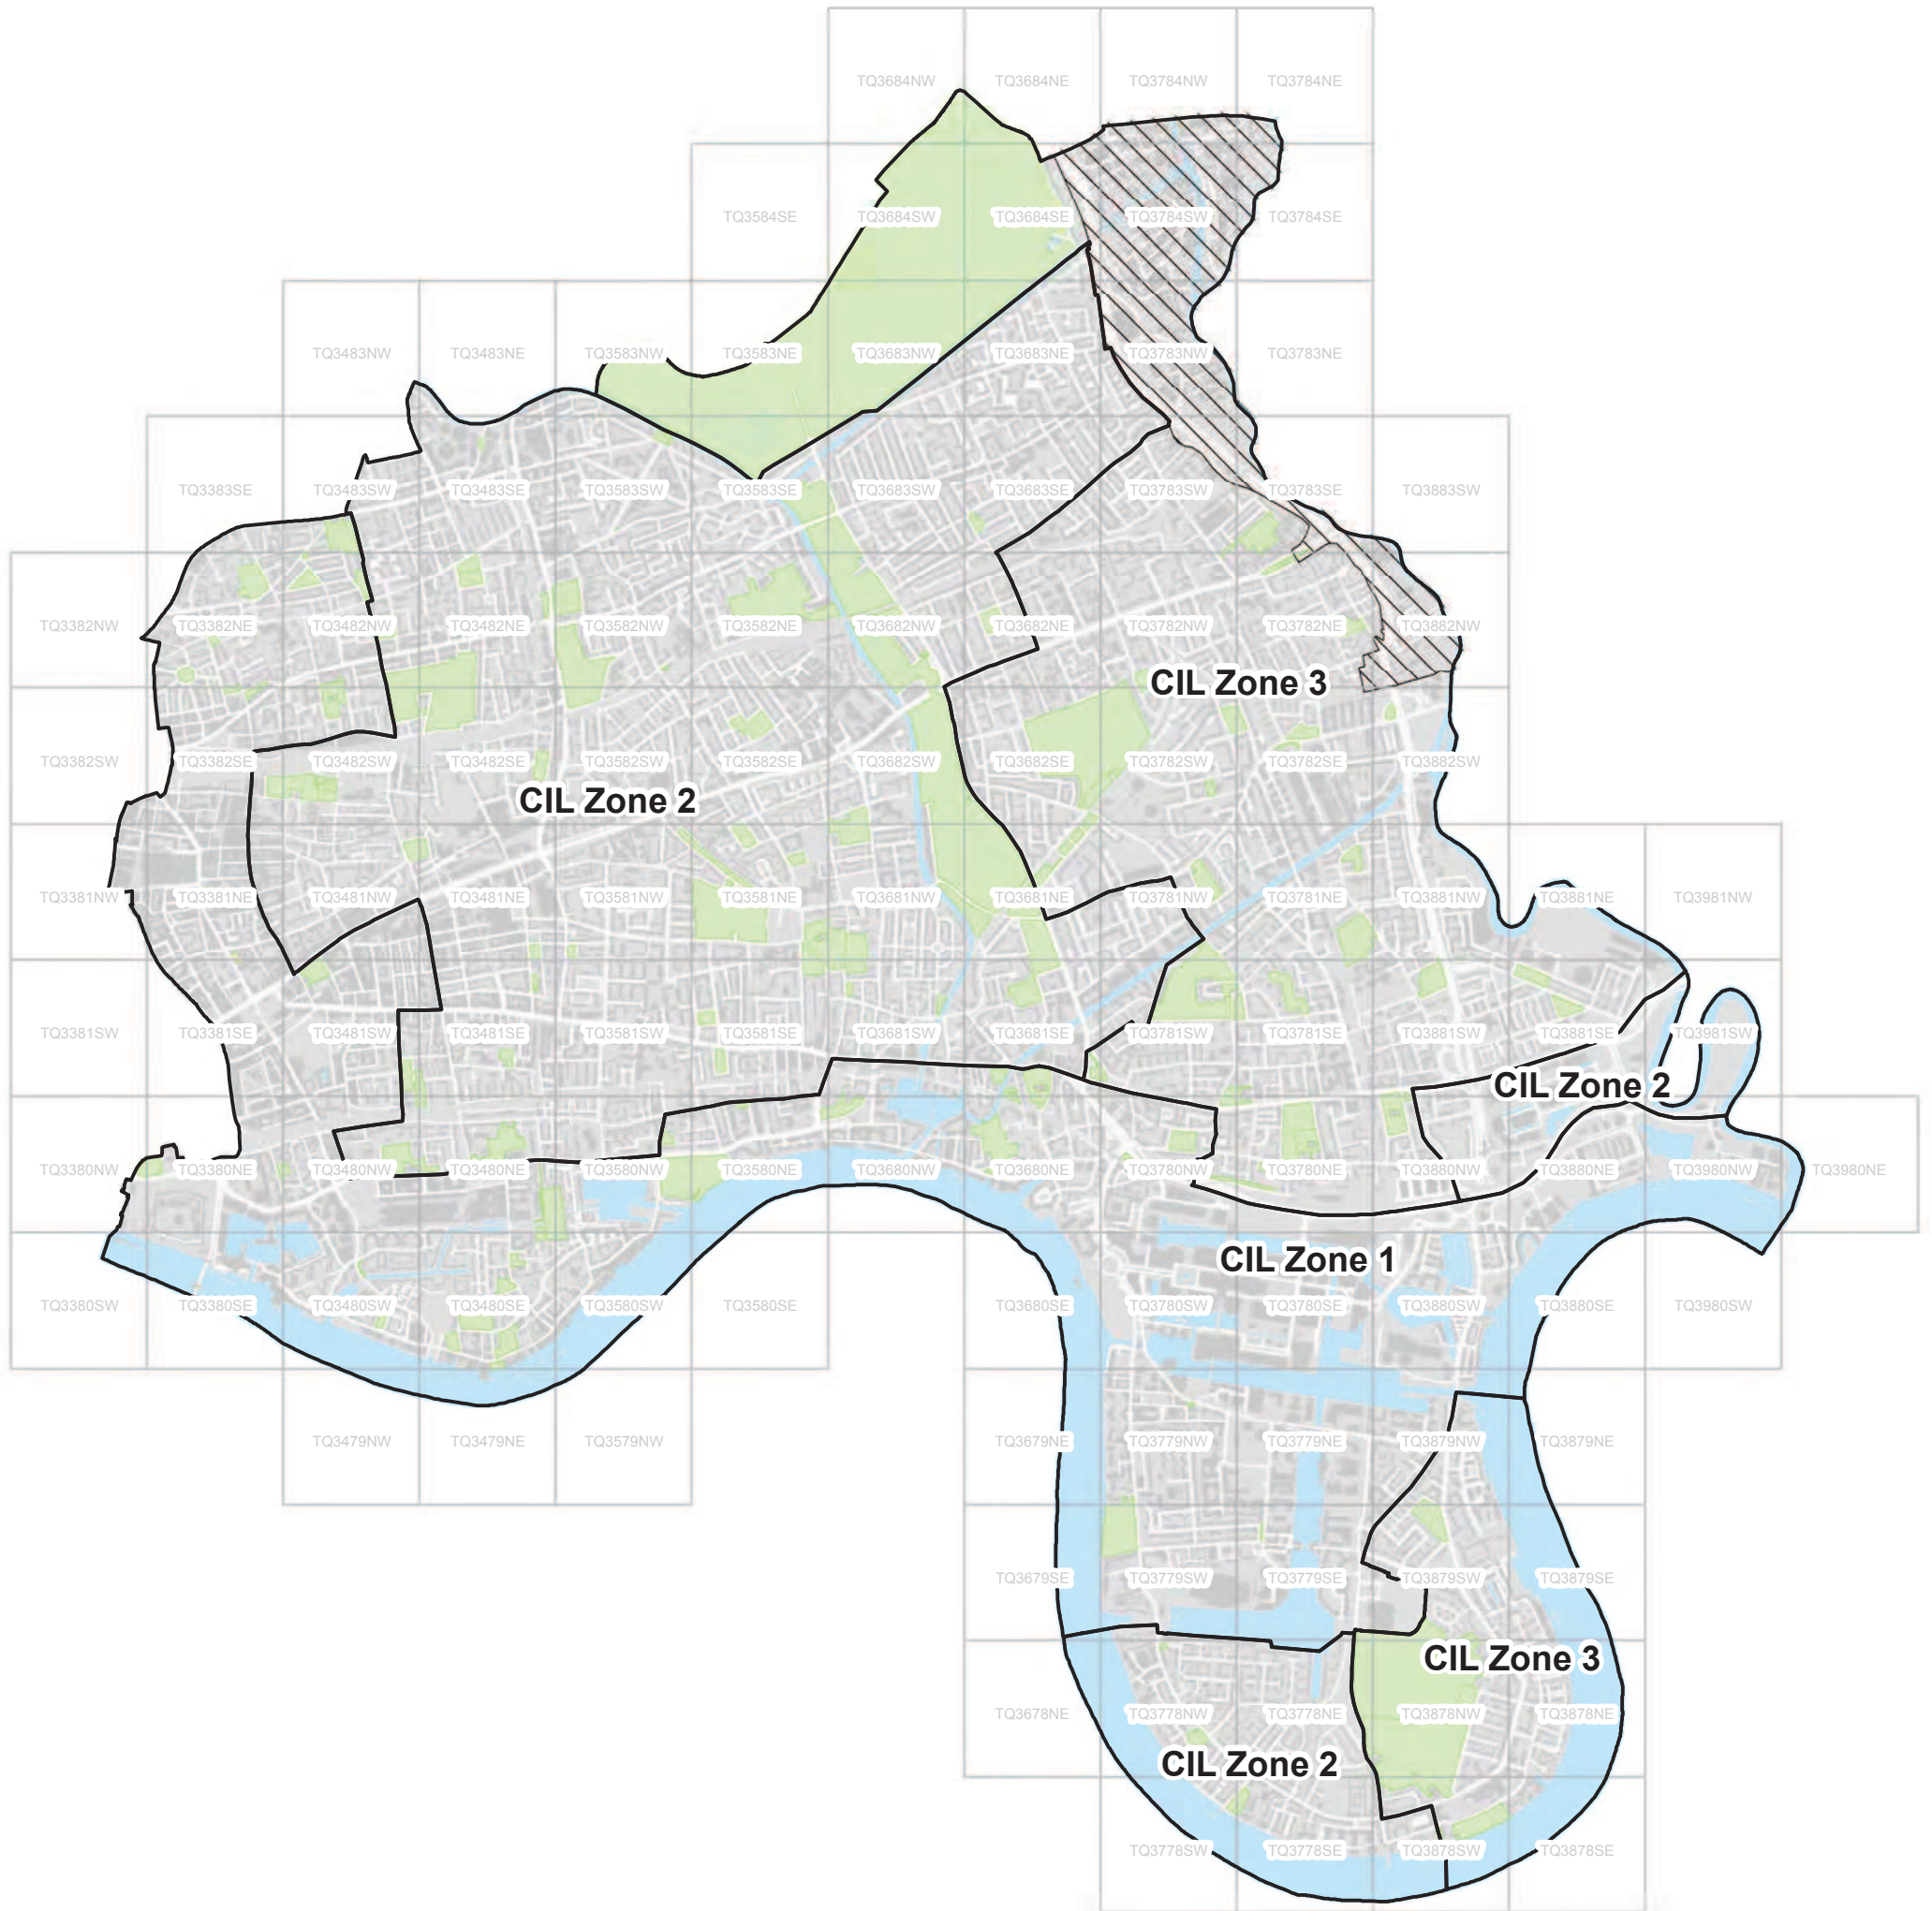 TQ3684NW TQ3684NE TQ3784NW TQ3784NE
TQ3584SE TQ3684SW TQ3684SE TQ3784SW TQ3784SE
TQ3483NW TQ3483NE TQ3583NW TQ3583NE TQ3683NW TQ3683NE TQ3783NW TQ3783NE
TQ3383SE TQ3483SW TQ3483SE TQ3583SW TQ3583SE TQ3683SW TQ3683SE TQ3783SW TQ3783SE TQ3883SW
TQ3382NW TQ3382NE TQ3482NW TQ3482NE TQ3582NW TQ3582NE TQ3682NW TQ3682NE TQ3782NW TQ3782NE TQ3882NW
CIL Zone 3
TQ3382SW TQ3382SE TQ3482SW TQ3482SE TQ3582SW TQ3582SE TQ3682SW TQ3682SE TQ3782SW TQ3782SE TQ3882SW
CIL Zone 2
TQ3381NW TQ3381NE TQ3481NW TQ3481NE TQ3581NW TQ3581NE TQ3681NW TQ3681NE TQ3781NW TQ3781NE TQ3881NW TQ3881NE TQ3981NW
TQ3381SW TQ3381SE TQ3481SW TQ3481SE TQ3581SW TQ3581SE TQ3681SW TQ3681SE TQ3781SW TQ3781SE TQ3881SW TQ3881SE TQ3981SW
CIL Zone 2
TQ3380NW TQ3380NE TQ3480NW TQ3480NE TQ3580NW TQ3580NE TQ3680NW TQ3680NE TQ3780NW TQ3780NE TQ3880NW TQ3880NE TQ3980NW TQ3980NE
CIL Zone 1
TQ3380SW TQ3380SE TQ3480SW TQ3480SE TQ3580SW TQ3580SE TQ3680SE TQ3780SW TQ3780SE TQ3880SW TQ3880SE TQ3980SW
TQ3479NW TQ3479NE TQ3579NW TQ3679NE TQ3779NW TQ3779NE TQ3879NW TQ3879NE
TQ3679SE TQ3779SW TQ3779SE TQ3879SW TQ3879SE
CIL Zone 3
TQ3678NE TQ3778NW TQ3778NE TQ3878NW TQ3878NE
CIL Zone 2
TQ3778SW TQ3778SE TQ3878SW TQ3878SE